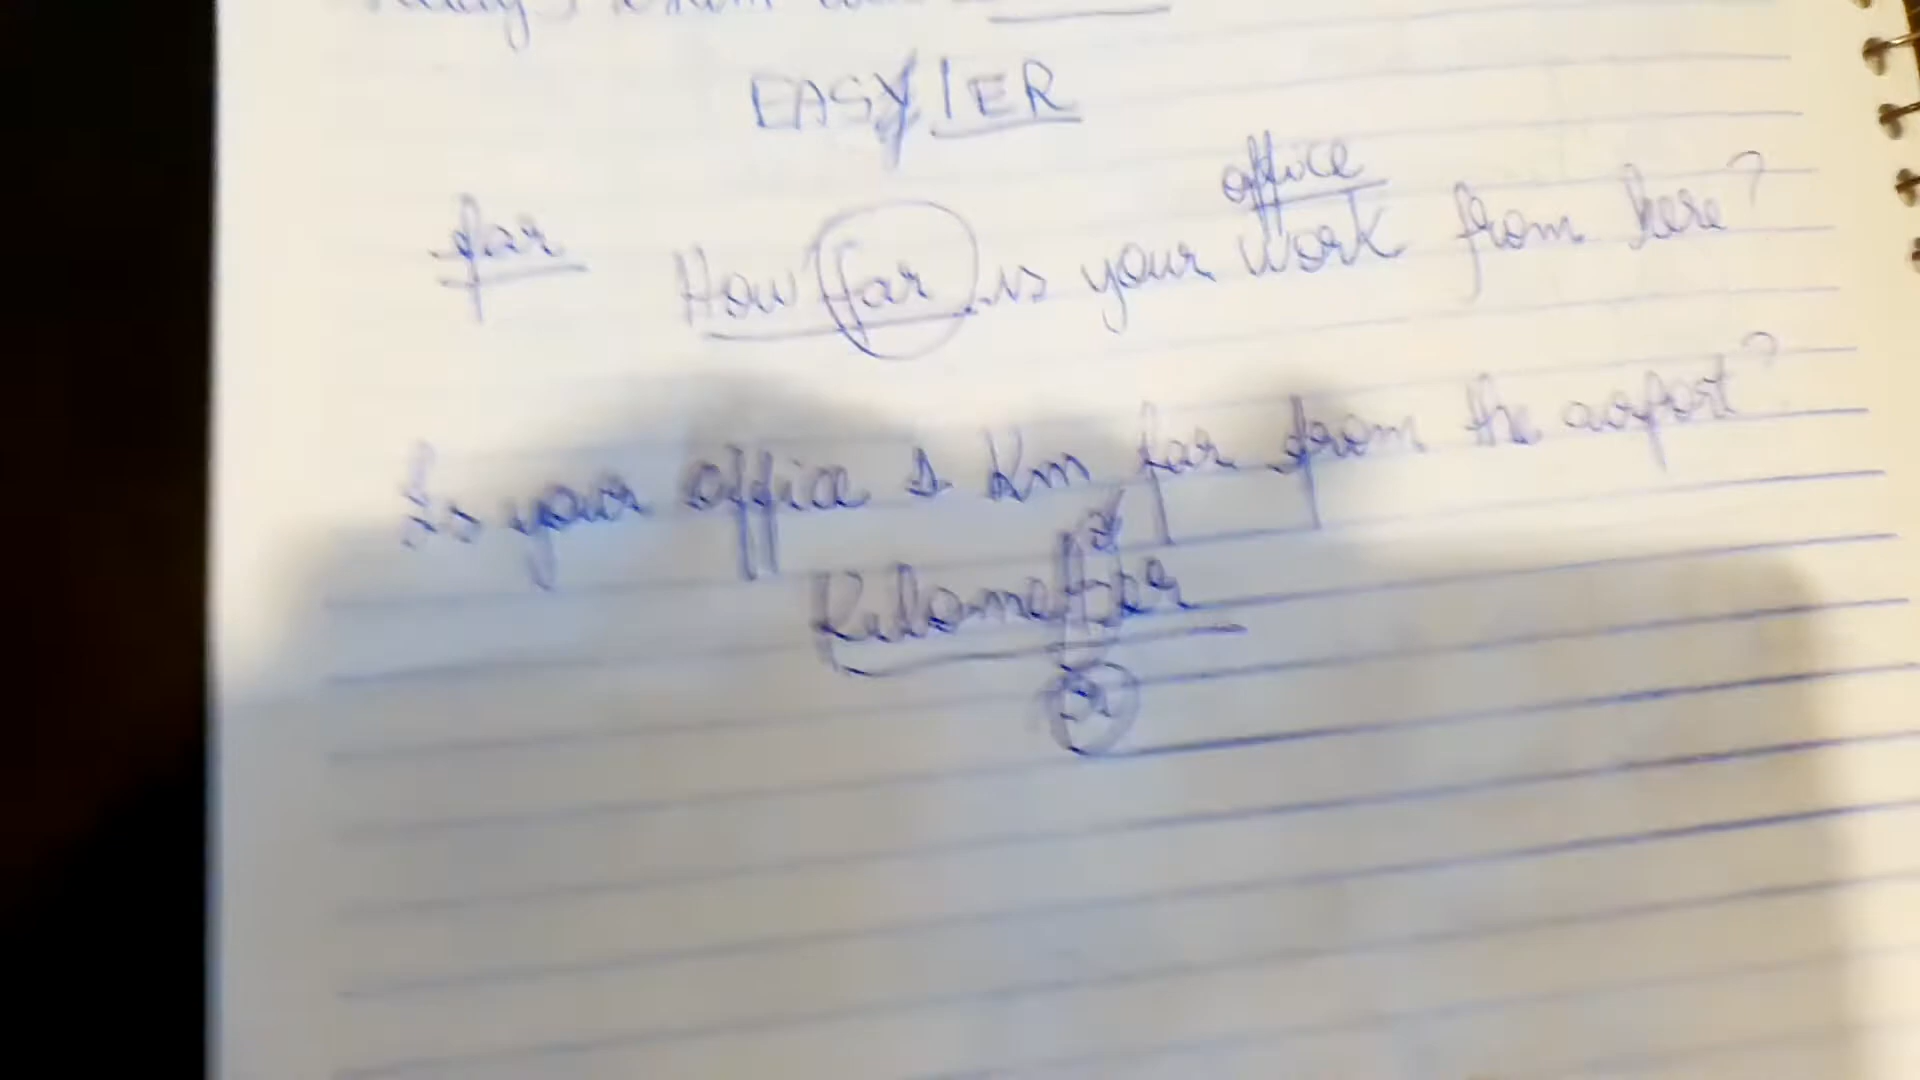 EASYIER
office
far How far is your work from here?
Is your office 1 Km far from the airport?
Kilometer